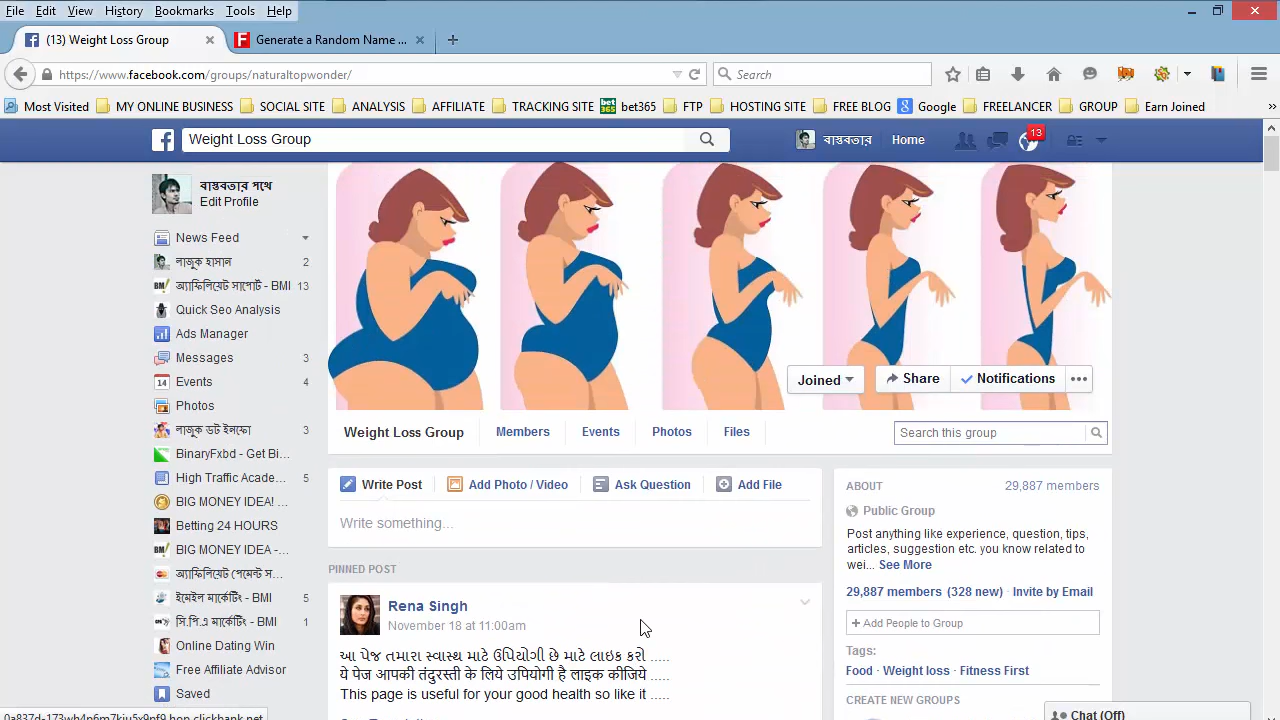 File Edit View History Bookmarks Tools Help
(13) Weight Loss Group
Generate a Random Name ...
https://www.facebook.com/groups/naturaltopwonder/
Search
Most Visited MY ONLINE BUSINESS SOCIAL SITE ANALYSIS AFFILIATE TRACKING SITE bet365 bet365 FTP HOSTING SITE FREE BLOG Google FREELANCER GROUP Earn Joined
Weight Loss Group
বাস্তবতার Home 13
বাস্তবতার পথে
Edit Profile
News Feed
লাজুক হাসান 2
অ্যাফিলিয়েট সাপোর্ট - BMI 13
Quick Seo Analysis
Ads Manager
Messages 3
Events 4
Photos
লাজুক ডট ইনফো 3
BinaryFxbd - Get Bi...
High Traffic Acade... 5
BIG MONEY IDEA! ...
Betting 24 HOURS
BIG MONEY IDEA -...
অ্যাফিলিয়েট পেমেন্ট স...
ইমেইল মার্কেটিং - BMI
সি.পি.এ মার্কেটিং - BMI 1
Online Dating Win
Free Affiliate Advisor
Saved
Joined Share Notifications
Weight Loss Group Members Events Photos Files
Search this group
Write Post Add Photo / Video Ask Question Add File
Write something...
PINNED POST
Rena Singh
November 18 at 11:00am
આ પેજ તમારા સ્વાસ્થ માટે ઉપિયોગી છે માટે લાઇક કરો .....
ये पेज आपकी तंदुरस्ती के लिये उपियोगी है लाइक कीजिये .....
This page is useful for your good health so like it .....
ABOUT 29,887 members
Public Group
Post anything like experience, question, tips,
articles, suggestion etc. you know related to
wei... See More
29,887 members (328 new) · Invite by Email
+ Add People to Group
Tags:
Food · Weight loss · Fitness First
CREATE NEW GROUPS
Chat (Off)